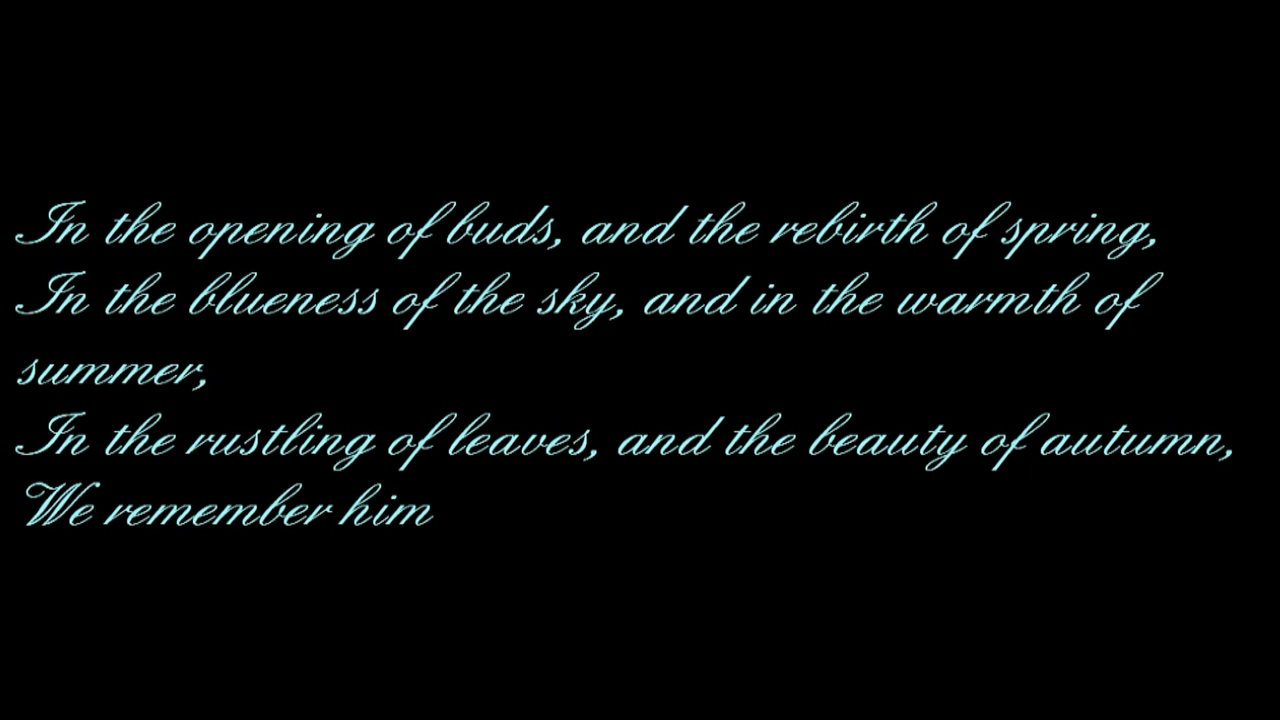 In the opening of buds, and the rebirth of spring,
In the blueness of the sky, and in the warmth of
summer,
In the rustling of leaves, and the beauty of autumn,
We remember him